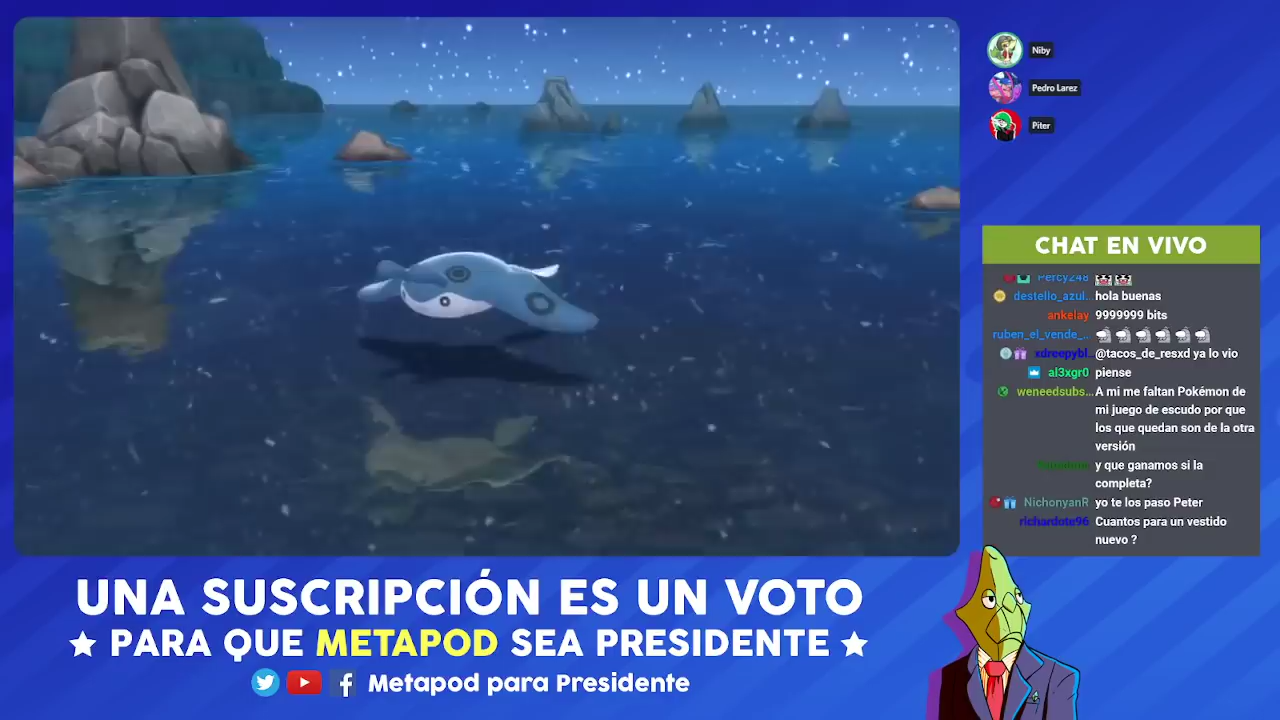 Niby
Pedro Larez
Piter
CHAT EN VIVO
Percy248
destello_azul.. hola buenas
ankelay 9999999 bits
ruben_el_vende_..
xdreepybl.. @tacos_de_resxd ya lo vio
al3xgr0 piense
weneedsubs... A mi me faltan Pokémon de
mi juego de escudo por que
los que quedan son de la otra
versión
y que ganamos si la
completa?
NichonyanR yo te los paso Peter
richardote96 Cuantos para un vestido
nuevo ?
UNA SUSCRIPCIÓN ES UN VOTO
★ PARA QUE METAPOD SEA PRESIDENTE ★
Metapod para Presidente